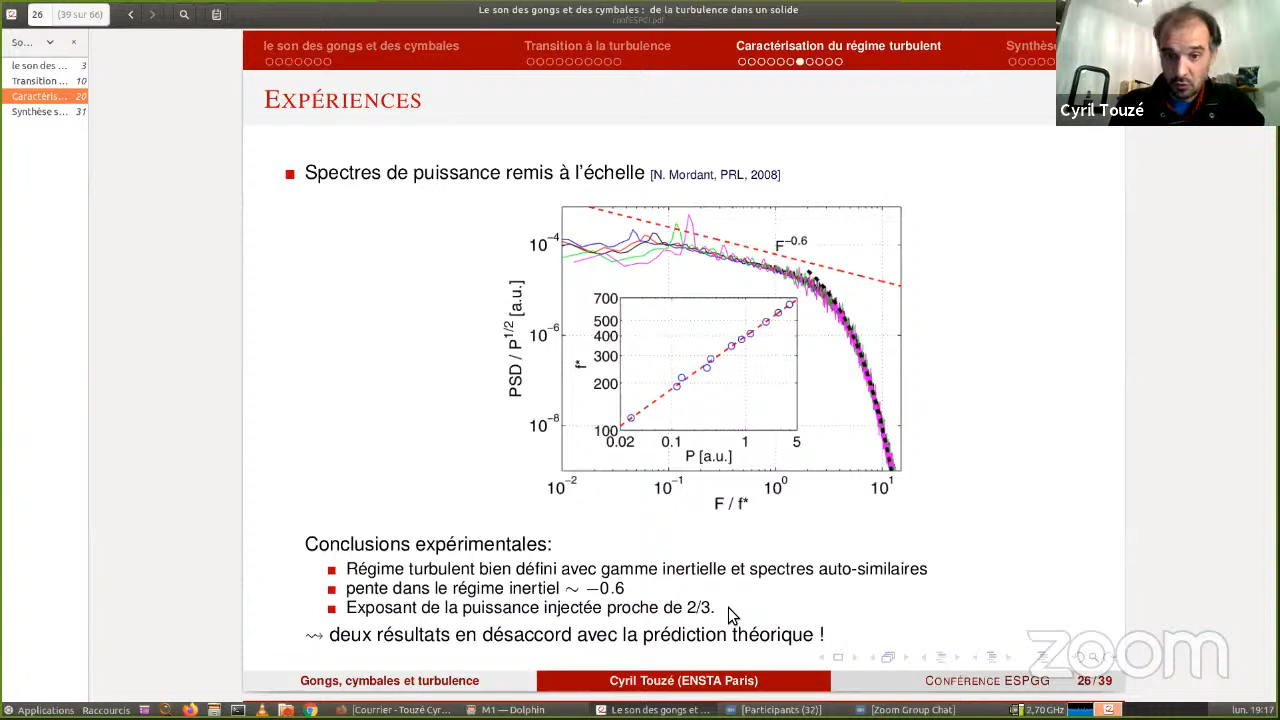 26 (39 sur 66)
Le son des gongs et des cymbales : de la turbulence dans un solide
confESPCI.pdf
So...
le son des ... 3
Transition ... 10
Caractéris... 20
Synthèse s... 31
le son des gongs et des cymbales
Transition à la turbulence
Caractérisation du régime turbulent
Synthès
EXPÉRIENCES
Cyril Touzé
Spectres de puissance remis à l'échelle [N. Mordant, PRL, 2008]
PSD / P^1/2 [a.u.]
10^-4
10^-6
10^-8
F^-0.6
f*
700
500
400
300
200
100
0.02 0.1 1 5
P [a.u.]
10^-2 10^-1 10^0 10^1
F / f*
Conclusions expérimentales:
Régime turbulent bien défini avec gamme inertielle et spectres auto-similaires
pente dans le régime inertiel ∼ −0.6
Exposant de la puissance injectée proche de 2/3.
⇝ deux résultats en désaccord avec la prédiction théorique !
zoom
Gongs, cymbales et turbulence
Cyril Touzé (ENSTA Paris)
CONFÉRENCE ESPGG
26/39
Applications Raccourcis
[Courrier - Touzé Cyr...
M1 — Dolphin
Le son des gongs et ...
[Participants (32)]
[Zoom Group Chat]
2,70 GHz
lun. 19:17